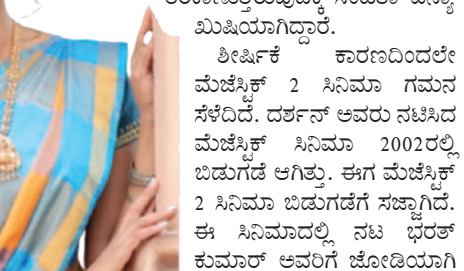 ಖುಷಿಯಾಗಿದ್ದಾರೆ.
ಶೀರ್ಷಿಕೆ ಕಾರಣದಿಂದಲೇ
ಮೆಜೆಸ್ಟಿಕ್ 2 ಸಿನಿಮಾ ಗಮನ
ಸೆಳೆದಿದೆ. ದರ್ಶನ್ ಅವರು ನಟಿಸಿದ
ಮೆಜೆಸ್ಟಿಕ್ ಸಿನಿಮಾ 2002ರಲ್ಲಿ
ಬಿಡುಗಡೆ ಆಗಿತ್ತು. ಈಗ ಮೆಜೆಸ್ಟಿಕ್
2 ಸಿನಿಮಾ ಬಿಡುಗಡೆಗೆ ಸಜ್ಜಾಗಿದೆ.
ಈ ಸಿನಿಮಾದಲ್ಲಿ ನಟ ಭರತ್
ಕುಮಾರ್ ಅವರಿಗೆ ಜೋಡಿಯಾಗಿ